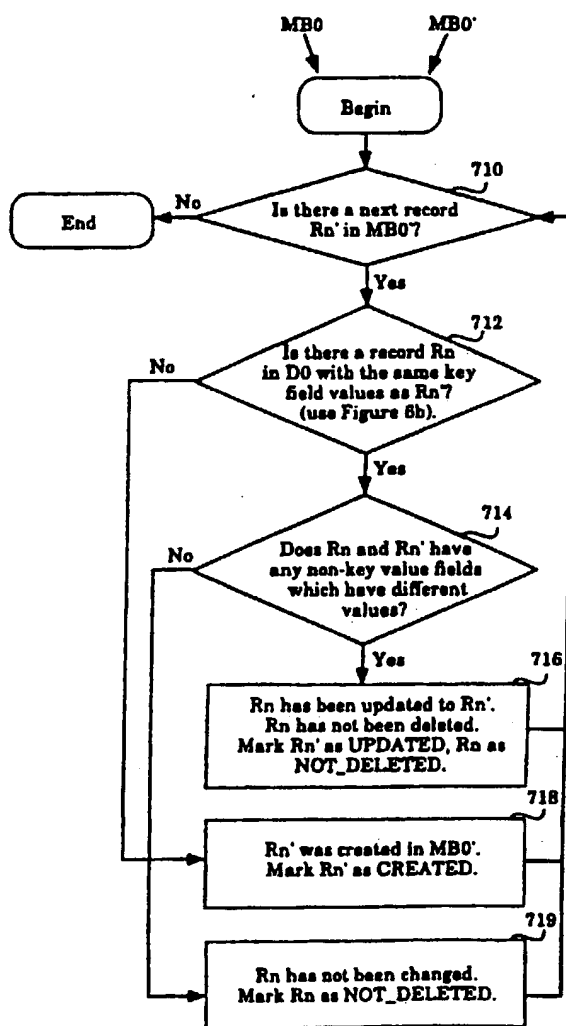 MB0 MB0'
Begin
710
Is there a next record
Rn' in MB0'?
No
End
Yes
712
Is there a record Rn
in D0 with the same key
field values as Rn'?
(use Figure 6b).
No
Yes
714
Does Rn and Rn' have
any non-key value fields
which have different
values?
No
Yes
716
Rn has been updated to Rn'.
Rn has not been deleted.
Mark Rn' as UPDATED, Rn as
NOT_DELETED.
718
Rn' was created in MB0'.
Mark Rn' as CREATED.
719
Rn has not been changed.
Mark Rn as NOT_DELETED.